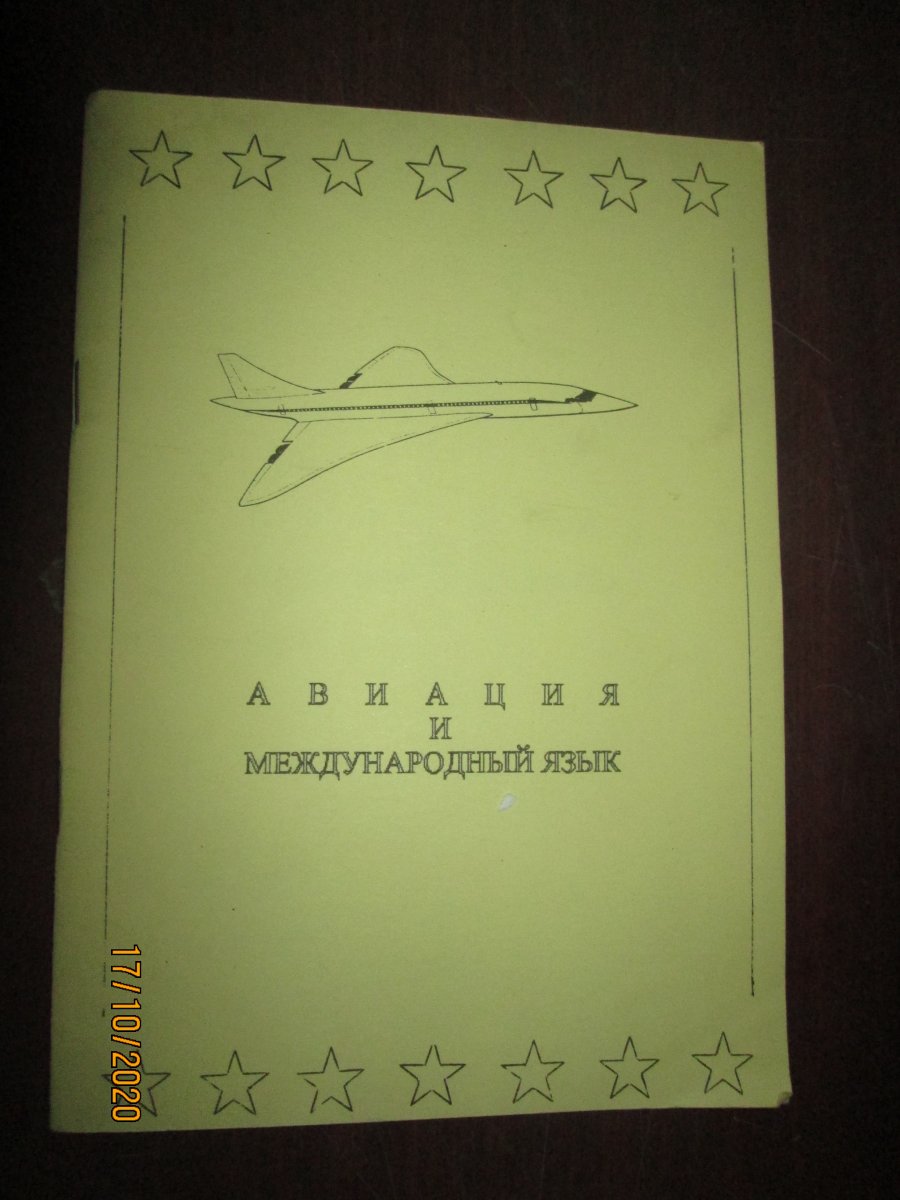 АВИАЦИЯ
И
МЕЖДУНАРОДНЫЙ ЯЗЫК
17/10/2020